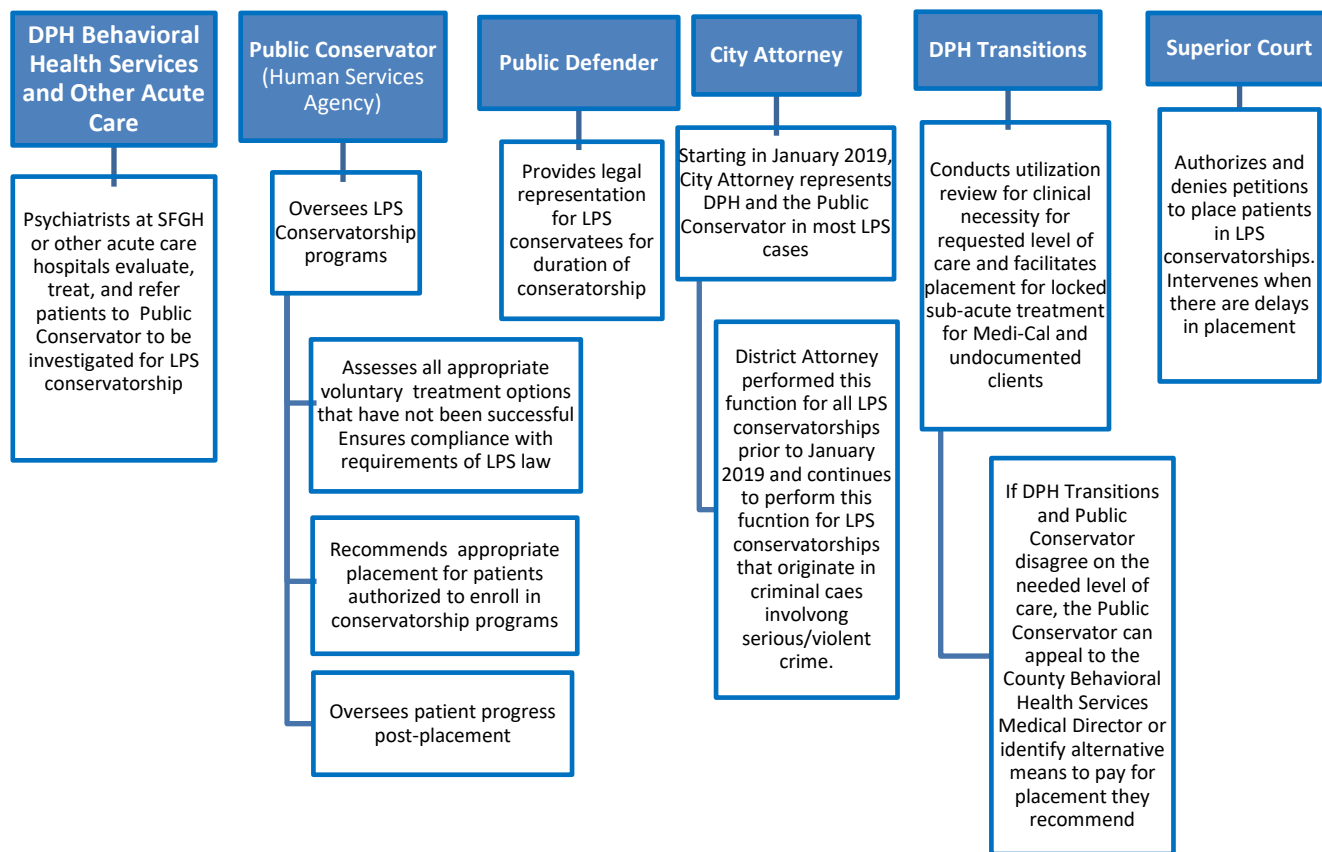 DPH Behavioral
Health Services
and Other Acute
Care
Psychiatrists at SFGH
or other acute care
hospitals evaluate,
treat, and refer
patients to Public
Conservator to be
investigated for LPS
conservatorship
Public Conservator
(Human Services
Agency)
Oversees LPS
Conservatorship
programs
Assesses all appropriate
voluntary treatment options
that have not been successful
Ensures compliance with
requirements of LPS law
Recommends appropriate
placement for patients
authorized to enroll in
conservatorship programs
Oversees patient progress
post-placement
Public Defender
Provides legal
representation
for LPS
conservatees for
duration of
conseratorship
City Attorney
Starting in January 2019,
City Attorney represents
DPH and the Public
Conservator in most LPS
cases
District Attorney
performed this
function for all LPS
conservatorships
prior to January
2019 and continues
to perform this
fucntion for LPS
conservatorships
that originate in
criminal caes
involvong
serious/violent
crime.
DPH Transitions
Conducts utilization
review for clinical
necessity for
requested level of
care and facilitates
placement for locked
sub-acute treatment
for Medi-Cal and
undocumented
clients
If DPH Transitions
and Public
Conservator
disagree on the
needed level of
care, the Public
Conservator can
appeal to the
County Behavioral
Health Services
Medical Director or
identify alternative
means to pay for
placement they
recommend
Superior Court
Authorizes and
denies petitions
to place patients
in LPS
conservatorships.
Intervenes when
there are delays
in placement